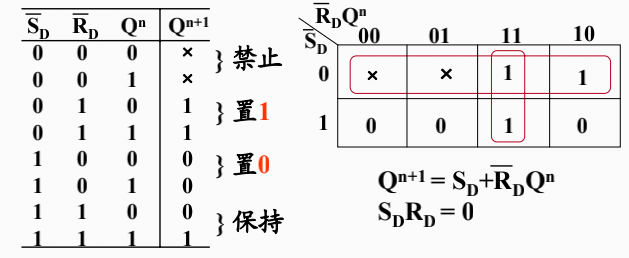 S̅D R̅D Qⁿ Qⁿ⁺¹
0 0 0 ×
0 0 1 ×
} 禁止
0 1 0 1
0 1 1 1
} 置1
1 0 0 0
1 0 1 0
} 置0
1 1 0 0
1 1 1 1
} 保持
R̅DQⁿ
S̅D
00 01 11 10
0 × × 1 1
1 0 0 1 0
Qⁿ⁺¹ = SD+R̅DQⁿ
SDRD = 0